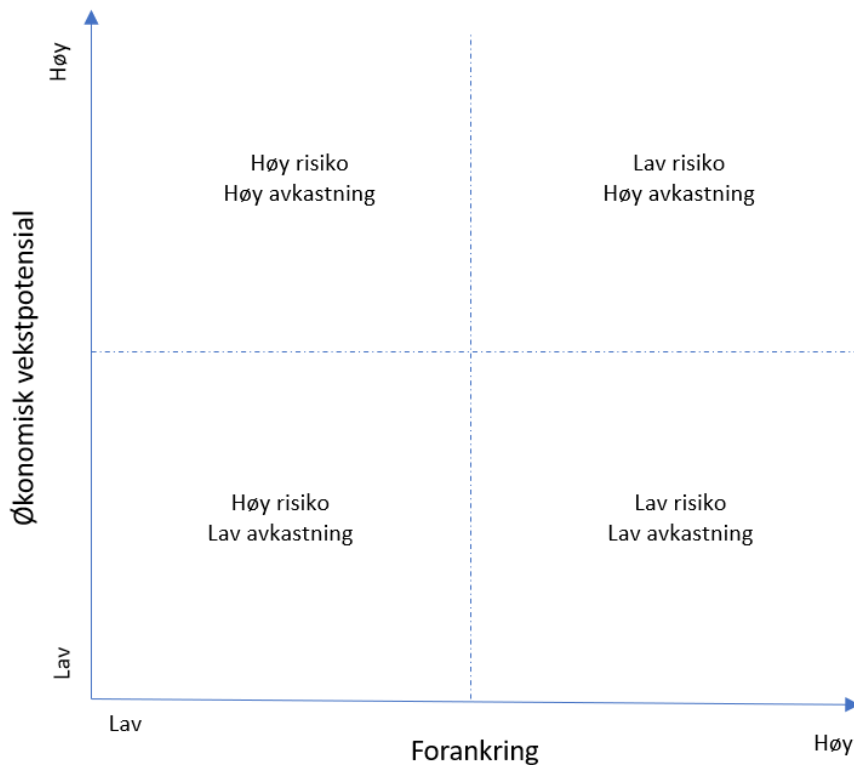 Høy
Høy risiko
Høy avkastning
Lav risiko
Høy avkastning
Økonomisk vekstpotensial
Høy risiko
Lav avkastning
Lav risiko
Lav avkastning
Lav
Lav
Forankring
Høy